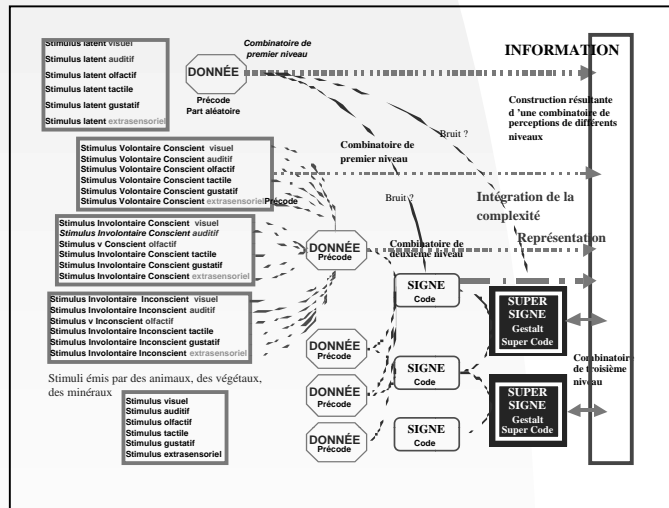 Stimulus latent visuel
Stimulus latent auditif
Stimulus latent olfactif
Stimulus latent tactile
Stimulus latent gustatif
Stimulus latent extrasensoriel
DONNÉE
Précode
Part aléatoire
Combinatoire de
premier niveau
INFORMATION
Construction résultante
d 'une combinatoire de
perceptions de différents
niveaux
Bruit ?
Combinatoire de
premier niveau
Stimulus Volontaire Conscient visuel
Stimulus Volontaire Conscient auditif
Stimulus Volontaire Conscient olfactif
Stimulus Volontaire Conscient tactile
Stimulus Volontaire Conscient gustatif
Stimulus Volontaire Conscient extrasensoriel Précode
Bruit ?
Intégration de la
complexité
Représentation
Stimulus Involontaire Conscient visuel
Stimulus Involontaire Conscient auditif
Stimulus v Conscient olfactif
Stimulus Involontaire Conscient tactile
Stimulus Involontaire Conscient gustatif
Stimulus Involontaire Conscient extrasensoriel
DONNÉE
Précode
Combinatoire de
deuxième niveau
SIGNE
Code
SUPER
SIGNE
Gestalt
Super Code
Stimulus Involontaire Inconscient visuel
Stimulus Involontaire Inconscient auditif
Stimulus v Inconscient olfactif
Stimulus Involontaire Inconscient tactile
Stimulus Involontaire Inconscient gustatif
Stimulus Involontaire Inconscient extrasensoriel
DONNÉE
Précode
SIGNE
Code
Combinatoire
de troisième
niveau
Stimuli émis par des animaux, des végétaux,
des minéraux
DONNÉE
Précode
SUPER
SIGNE
Gestalt
Super Code
Stimulus visuel
Stimulus auditif
Stimulus olfactif
Stimulus tactile
Stimulus gustatif
Stimulus extrasensoriel
DONNÉE
Précode
SIGNE
Code